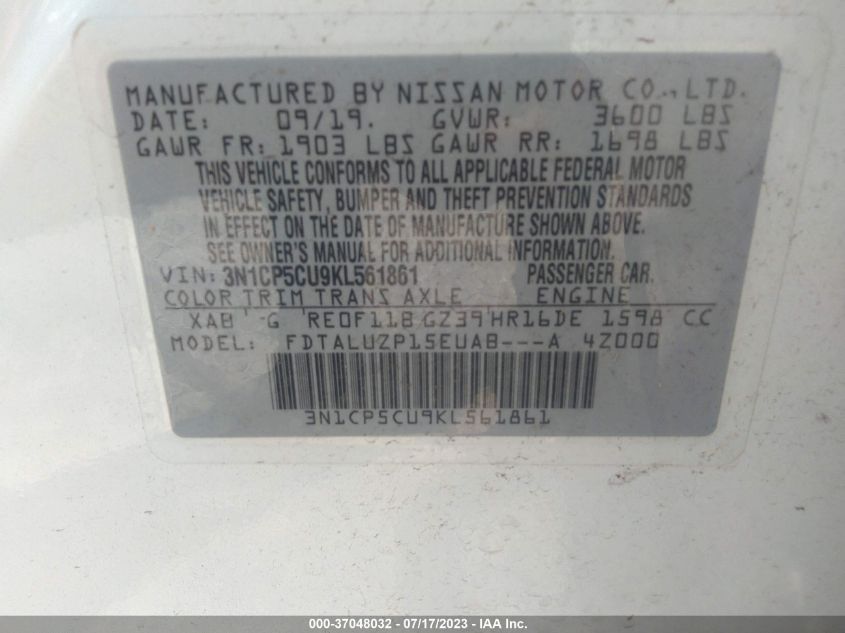 MANUFACTURED BY NISSAN MOTOR CO., LTD.
DATE: 09/19. GVWR: 3600 LBS
GAWR FR: 1903 LBS GAWR RR: 1698 LBS
THIS VEHICLE CONFORMS TO ALL APPLICABLE FEDERAL MOTOR
VEHICLE SAFETY, BUMPER AND THEFT PREVENTION STANDARDS
IN EFFECT ON THE DATE OF MANUFACTURE SHOWN ABOVE.
SEE OWNER'S MANUAL FOR ADDITIONAL INFORMATION.
VIN: 3N1CP5CU9KL561861 PASSENGER CAR.
COLOR TRIM TRANS AXLE ENGINE
XAB G RE0F11B GZ39 HR16DE 1598 CC
MODEL: FDTALUZP15EUAB---A 4Z000
3N1CP5CU9KL561861
000-37048032 - 07/17/2023 - IAA Inc.